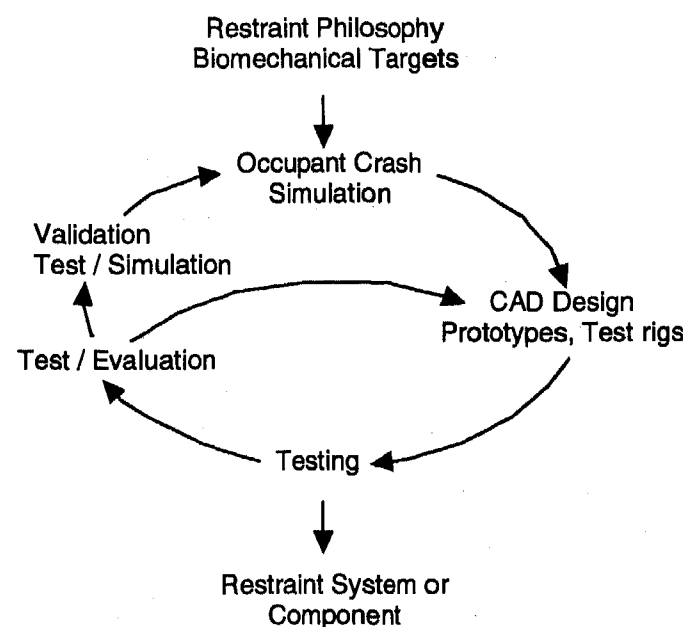 Restraint Philosophy
Biomechanical Targets
Occupant Crash
Simulation
Validation
Test / Simulation
CAD Design
Prototypes, Test rigs
Test / Evaluation
Testing
Restraint System or
Component